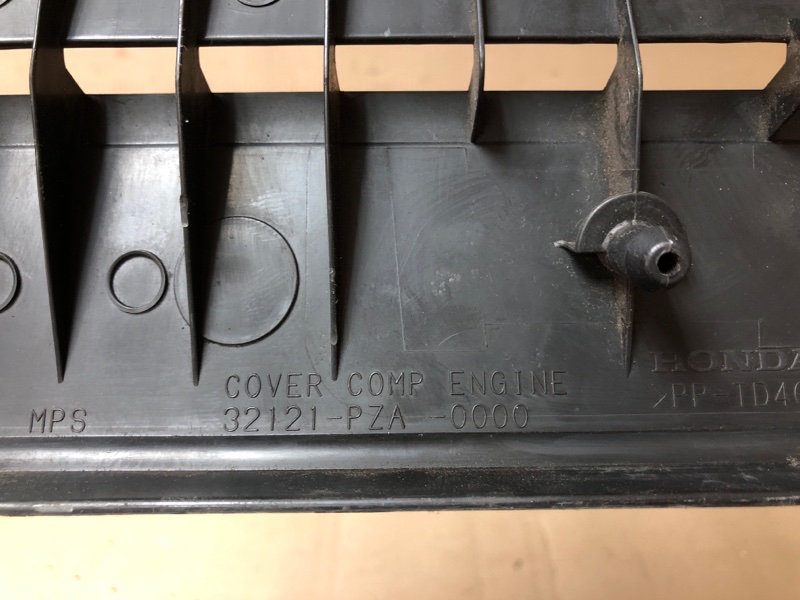 HONDA
COVER COMP ENGINE
>PP-TD40
MPS
32121-PZA -0000